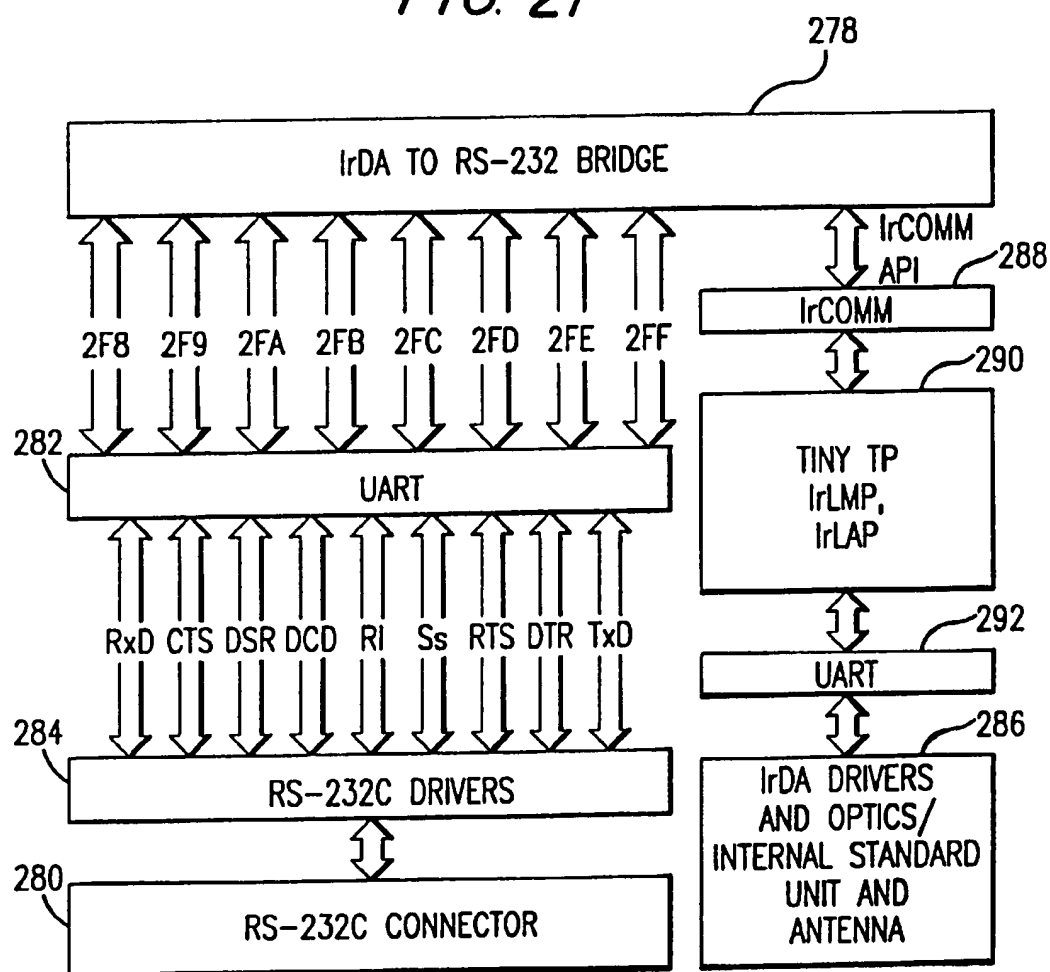 FIG. 21
278
IrDA TO RS-232 BRIDGE
IrCOMM
API
288
IrCOMM
2F8 2F9 2FA 2FB 2FC 2FD 2FE 2FF
290
282
UART
TINY TP
IrLMP,
IrLAP
RxD CTS DSR DCD RI Ss RTS DTR TxD
292
UART
284
RS-232C DRIVERS
286
IrDA DRIVERS
AND OPTICS/
INTERNAL STANDARD
UNIT AND
ANTENNA
280
RS-232C CONNECTOR